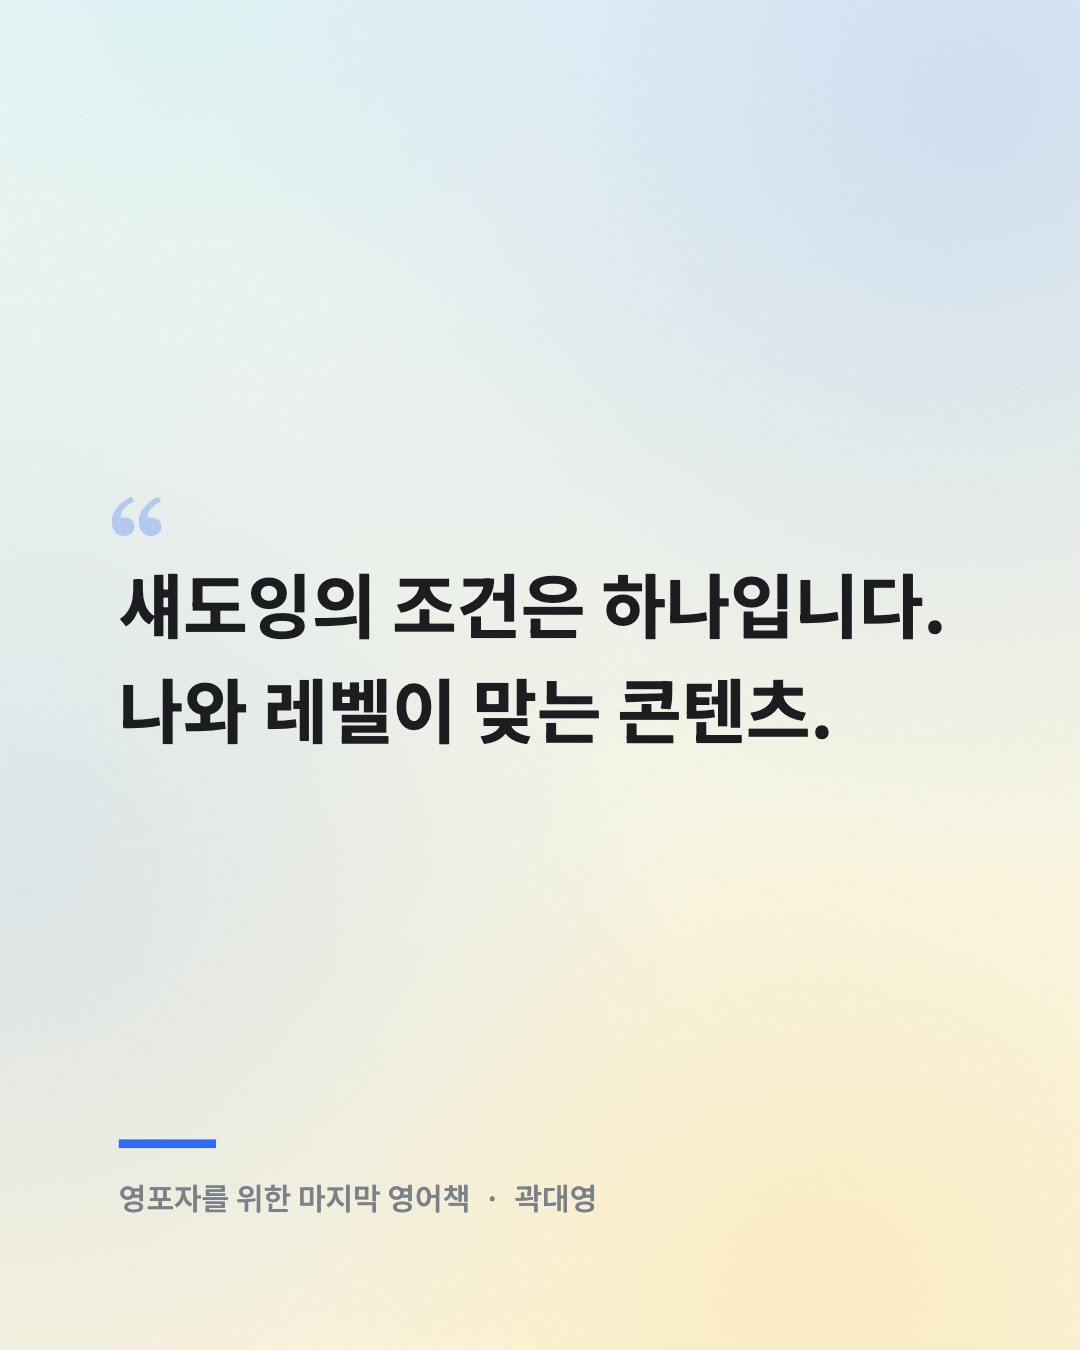 “
섀도잉의 조건은 하나입니다.
나와 레벨이 맞는 콘텐츠.
영포자를 위한 마지막 영어책 · 곽대영